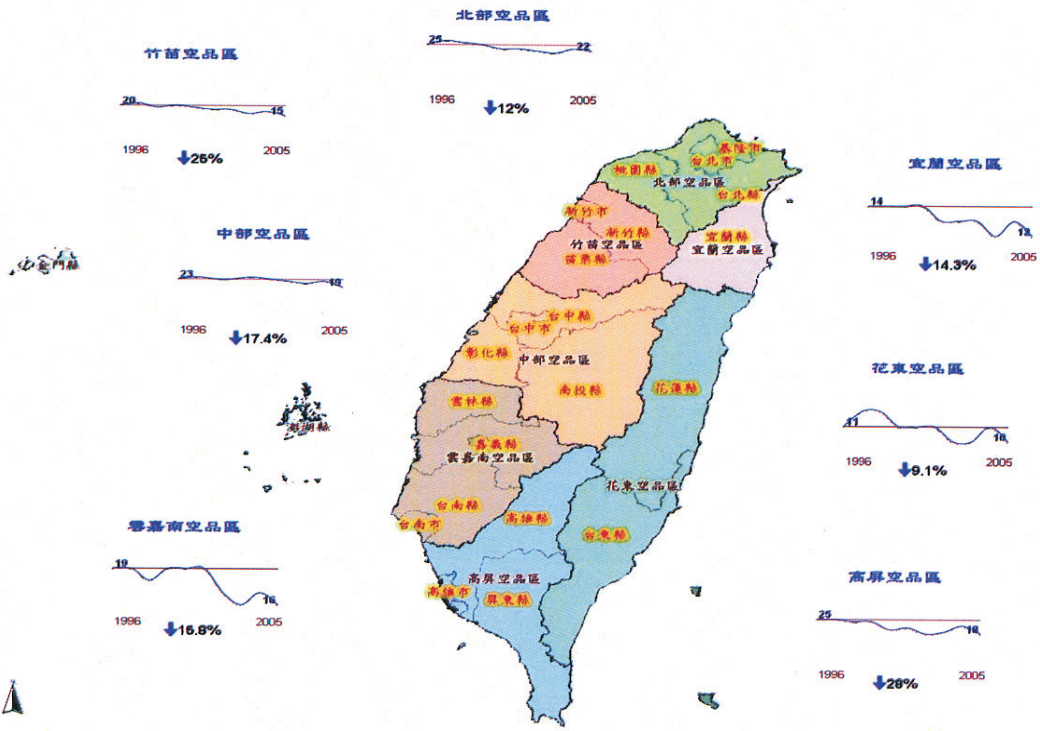 北部空品區
25
22
1996
12%
2005
竹苗空品區
20
15
1996
25%
2005
宜蘭空品區
14
12
1996
14.3%
2005
中部空品區
23
19
1996
17.4%
2005
花東空品區
11
10
1996
9.1%
2005
雲嘉南空品區
19
16
1996
15.8%
2005
高屏空品區
25
18
1996
28%
2005
基隆市
台北市
桃園縣
北部空品區
台北縣
新竹市
新竹縣
竹苗空品區
苗栗縣
宜蘭縣
宜蘭空品區
金門縣
台中縣
台中市
彰化縣
中部空品區
南投縣
花蓮縣
雲林縣
澎湖縣
嘉義縣
雲嘉南空品區
花東空品區
台南縣
台南市
高雄縣
台東縣
高屏空品區
高雄市
屏東縣